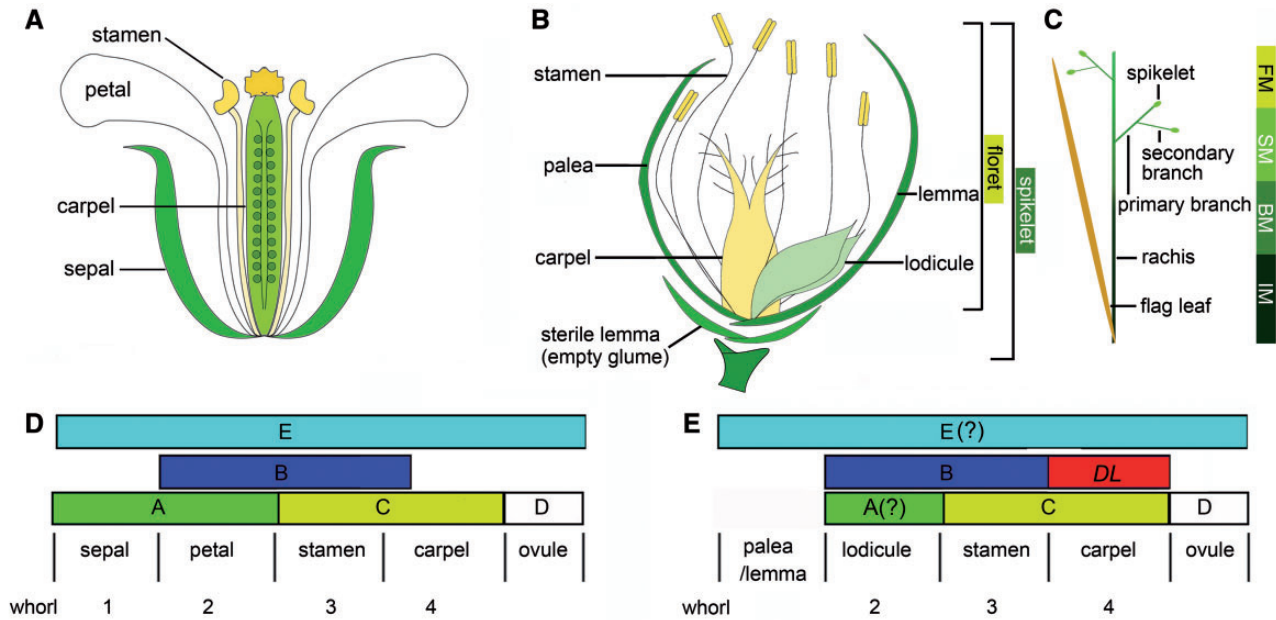 A
stamen
petal
carpel
sepal
B
stamen
palea
carpel
sterile lemma
(empty glume)
lemma
lodicule
floret
spikelet
C
spikelet
secondary
branch
primary branch
rachis
flag leaf
FM
SM
BM
IM
D
E
B
A C D
sepal petal stamen carpel ovule
whorl 1 2 3 4
E
E(?)
B DL
A(?) C D
palea
/lemma
lodicule stamen carpel ovule
whorl 2 3 4